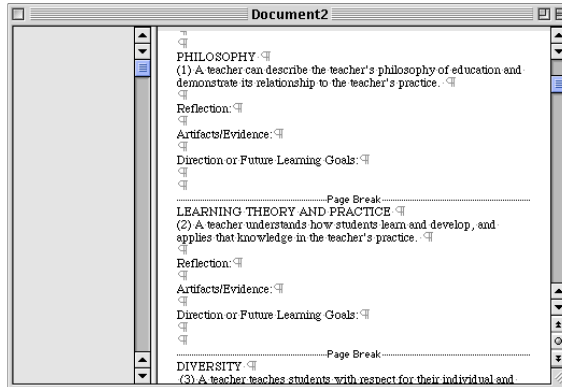 Document2
PHILOSOPHY
(1) A teacher can describe the teacher's philosophy of education and
demonstrate its relationship to the teacher's practice.
Reflection:
Artifacts/Evidence:
Direction or Future Learning Goals:
Page Break
LEARNING THEORY AND PRACTICE
(2) A teacher understands how students learn and develop, and
applies that knowledge in the teacher's practice.
Reflection:
Artifacts/Evidence:
Direction or Future Learning Goals:
Page Break
DIVERSITY
(3) A teacher teaches students with respect for their individual and